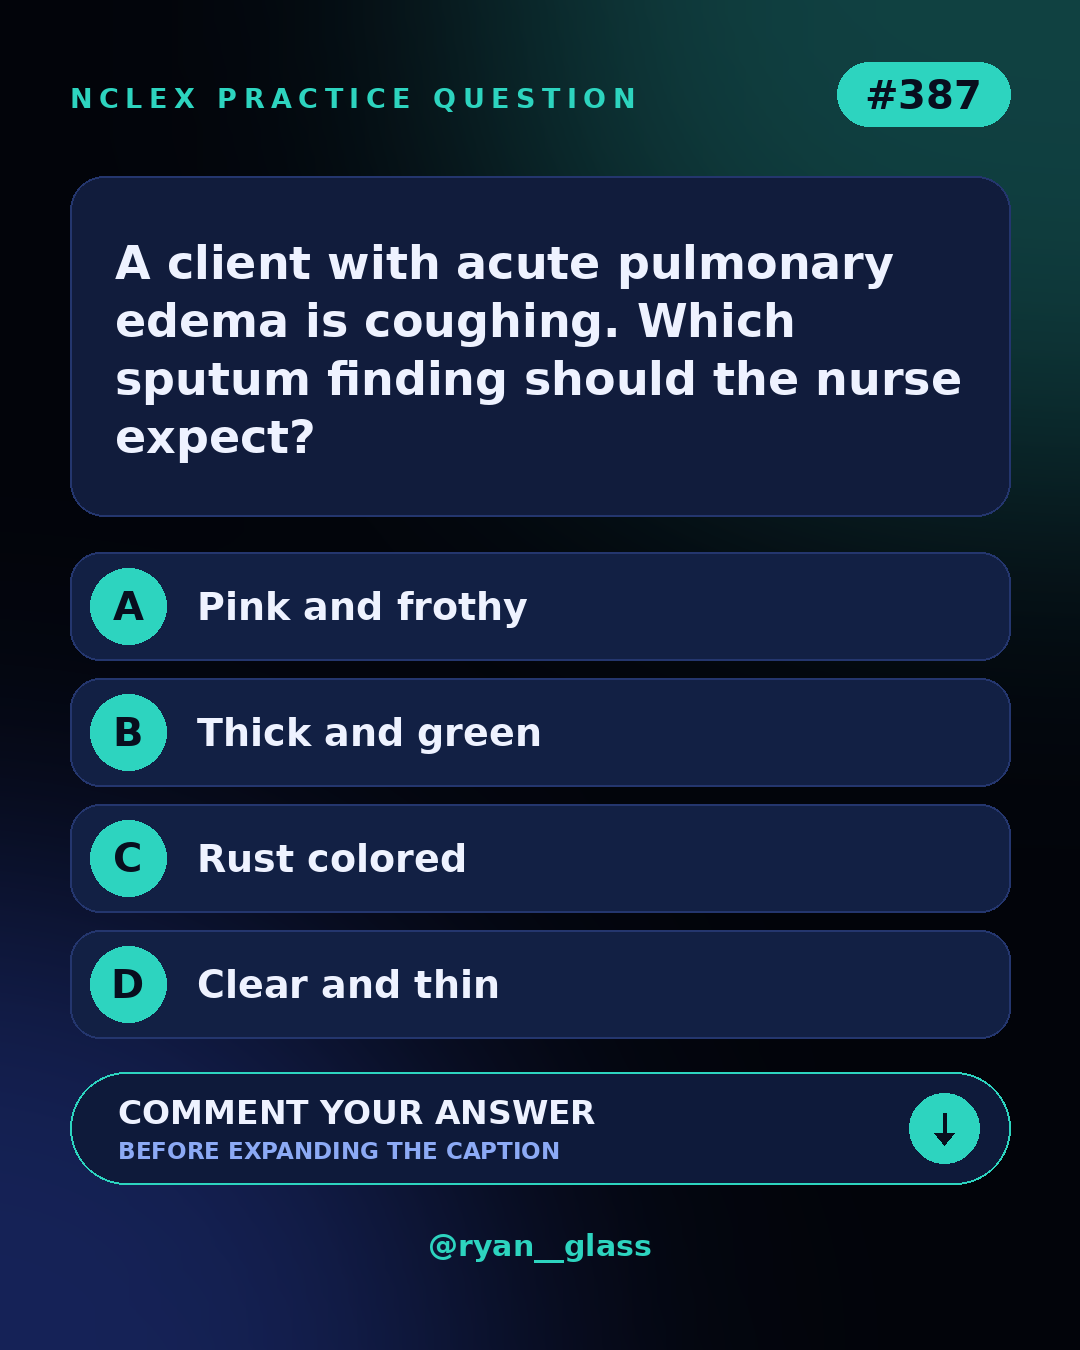 NCLEX PRACTICE QUESTION
#387
A client with acute pulmonary
edema is coughing. Which
sputum finding should the nurse
expect?
A Pink and frothy
B Thick and green
C Rust colored
D Clear and thin
COMMENT YOUR ANSWER
BEFORE EXPANDING THE CAPTION
@ryan__glass